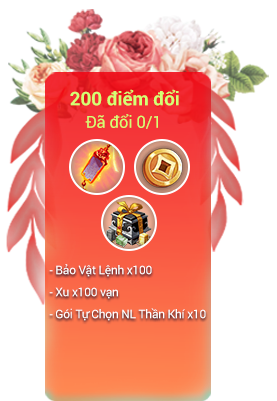 200 điểm đổi
Đã đổi 0/1
- Bảo Vật Lệnh x100
- Xu x100 vạn
- Gói Tự Chọn NL Thần Khí x10